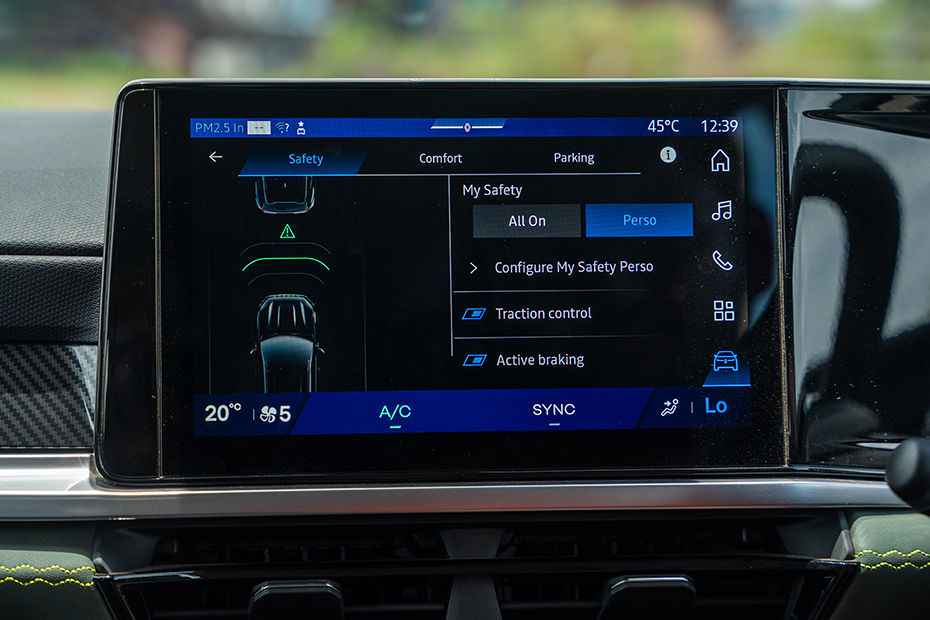 PM2.5 In -- ? 45°C 12:39
Safety Comfort Parking i
My Safety
All On Perso
Configure My Safety Perso
Traction control
Active braking
20°C 5 A/C SYNC Lo